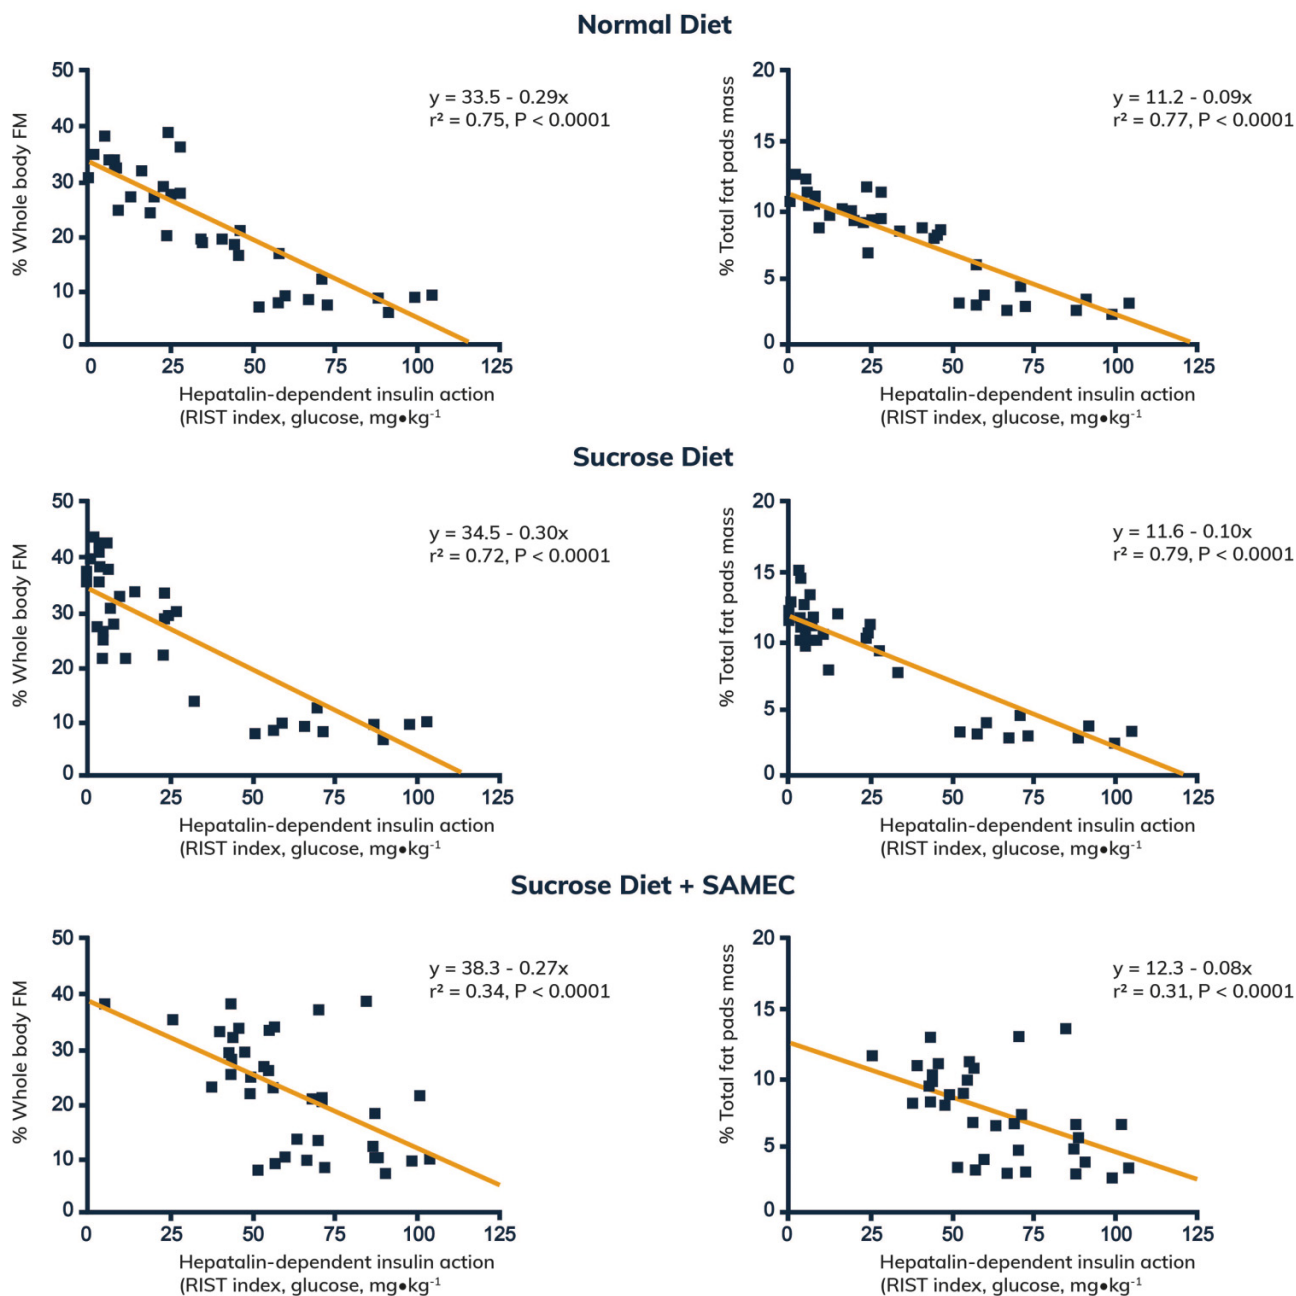 Normal Diet
% Whole body FM
50
40
30
20
10
0
y = 33.5 - 0.29x
r² = 0.75, P < 0.0001
0 25 50 75 100 125
Hepatalin-dependent insulin action
(RIST index, glucose, mg•kg⁻¹
% Total fat pads mass
20
15
10
5
0
y = 11.2 - 0.09x
r² = 0.77, P < 0.0001
0 25 50 75 100 125
Hepatalin-dependent insulin action
(RIST index, glucose, mg•kg⁻¹
Sucrose Diet
% Whole body FM
50
40
30
20
10
0
y = 34.5 - 0.30x
r² = 0.72, P < 0.0001
0 25 50 75 100 125
Hepatalin-dependent insulin action
(RIST index, glucose, mg•kg⁻¹
% Total fat pads mass
20
15
10
5
0
y = 11.6 - 0.10x
r² = 0.79, P < 0.0001
0 25 50 75 100 125
Hepatalin-dependent insulin action
(RIST index, glucose, mg•kg⁻¹
Sucrose Diet + SAMEC
% Whole body FM
50
40
30
20
10
0
y = 38.3 - 0.27x
r² = 0.34, P < 0.0001
0 25 50 75 100 125
Hepatalin-dependent insulin action
(RIST index, glucose, mg•kg⁻¹
% Total fat pads mass
20
15
10
5
0
y = 12.3 - 0.08x
r² = 0.31, P < 0.0001
0 25 50 75 100 125
Hepatalin-dependent insulin action
(RIST index, glucose, mg•kg⁻¹